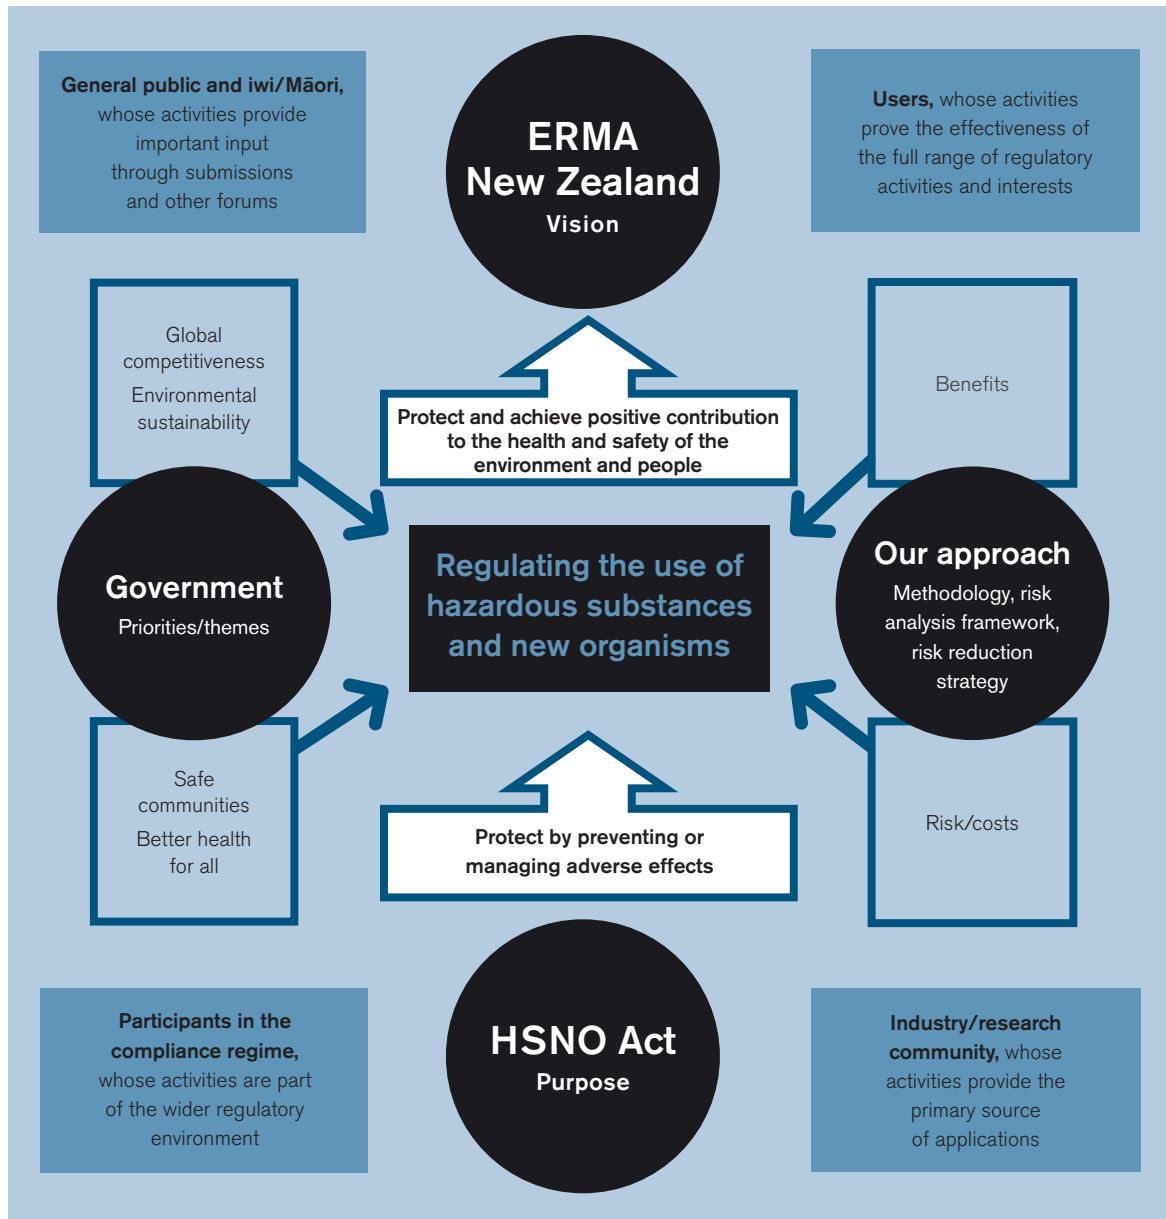 General public and iwi/Māori,
whose activities provide
important input
through submissions
and other forums
ERMA
New Zealand
Vision
Users, whose activities
prove the effectiveness of
the full range of regulatory
activities and interests
Global
competitiveness
Environmental
sustainability
Protect and achieve positive contribution
to the health and safety of the
environment and people
Benefits
Government
Priorities/themes
Regulating the use of
hazardous substances
and new organisms
Our approach
Methodology, risk
analysis framework,
risk reduction
strategy
Safe
communities
Better health
for all
Protect by preventing or
managing adverse effects
Risk/costs
HSNO Act
Purpose
Participants in the
compliance regime,
whose activities are part
of the wider regulatory
environment
Industry/research
community, whose
activities provide the
primary source
of applications